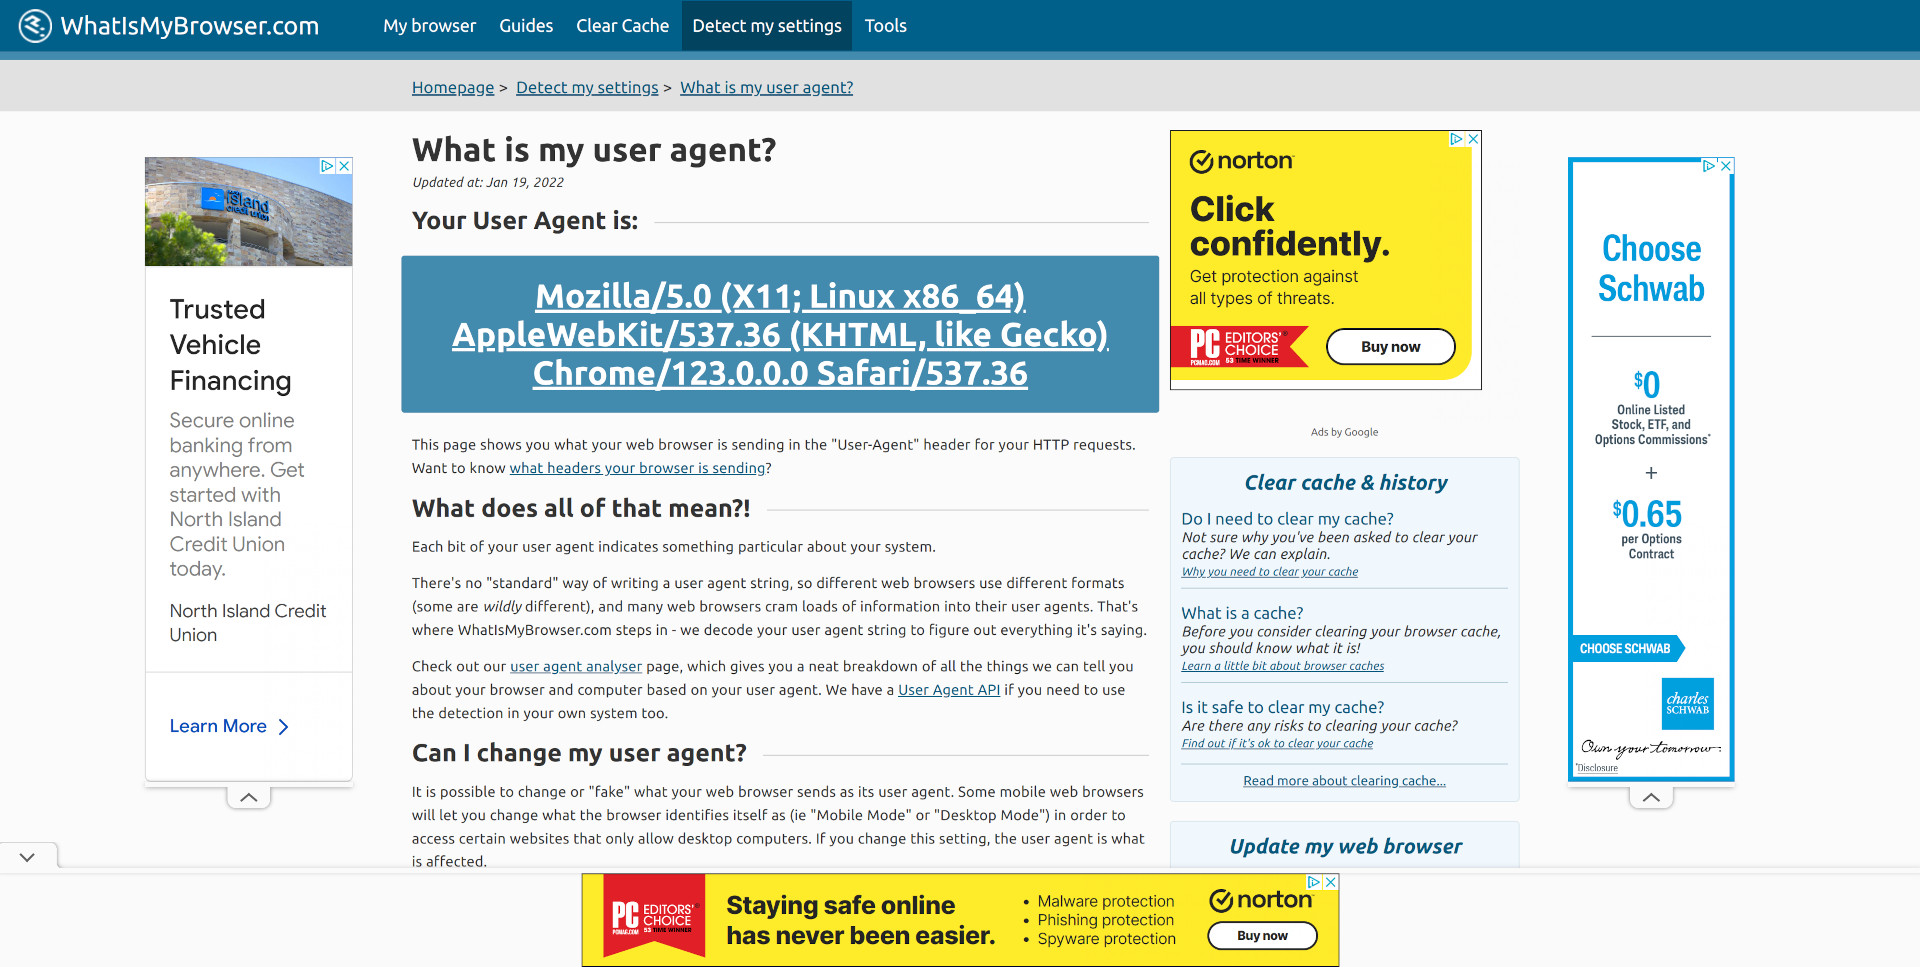 WhatIsMyBrowser.com
My browser
Guides
Clear Cache
Detect my settings
Tools
Homepage > Detect my settings > What is my user agent?
What is my user agent?
Updated at: Jan 19, 2022
Your User Agent is:
Mozilla/5.0 (X11; Linux x86_64)
AppleWebKit/537.36 (KHTML, like Gecko)
Chrome/123.0.0.0 Safari/537.36
This page shows you what your web browser is sending in the "User-Agent" header for your HTTP requests.
Want to know what headers your browser is sending?
What does all of that mean?!
Each bit of your user agent indicates something particular about your system.
There's no "standard" way of writing a user agent string, so different web browsers use different formats
(some are wildly different), and many web browsers cram loads of information into their user agents. That's
where WhatIsMyBrowser.com steps in - we decode your user agent string to figure out everything it's saying.
Check out our user agent analyser page, which gives you a neat breakdown of all the things we can tell you
about your browser and computer based on your user agent. We have a User Agent API if you need to use
the detection in your own system too.
Can I change my user agent?
It is possible to change or "fake" what your web browser sends as its user agent. Some mobile web browsers
will let you change what the browser identifies itself as (ie "Mobile Mode" or "Desktop Mode") in order to
access certain websites that only allow desktop computers. If you change this setting, the user agent is what
is affected.
island
credit union
Trusted
Vehicle
Financing
Secure online
banking from
anywhere. Get
started with
North Island
Credit Union
today.
North Island Credit
Union
Learn More
norton
Click
confidently.
Get protection against
all types of threats.
PC
PCMAG.COM
EDITORS'
CHOICE
53 TIME WINNER
Buy now
Ads by Google
Clear cache & history
Do I need to clear my cache?
Not sure why you've been asked to clear your
cache? We can explain.
Why you need to clear your cache
What is a cache?
Before you consider clearing your browser cache,
you should know what it is!
Learn a little bit about browser caches
Is it safe to clear my cache?
Are there any risks to clearing your cache?
Find out if it's ok to clear your cache
Read more about clearing cache...
Update my web browser
Choose
Schwab
$0
Online Listed
Stock, ETF, and
Options Commissions*
+
$0.65
per Options
Contract
CHOOSE SCHWAB
charles
SCHWAB
Own your tomorrow
*Disclosure
PC
PCMAG.COM
EDITORS'
CHOICE
53 TIME WINNER
Staying safe online
has never been easier.
• Malware protection
• Phishing protection
• Spyware protection
norton
Buy now